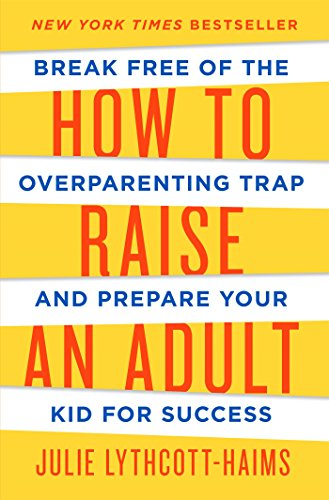 NEW YORK TIMES BESTSELLER
BREAK FREE OF THE
HOW TO
OVERPARENTING TRAP
RAISE
AND PREPARE YOUR
AN ADULT
KID FOR SUCCESS
JULIE LYTHCOTT-HAIMS